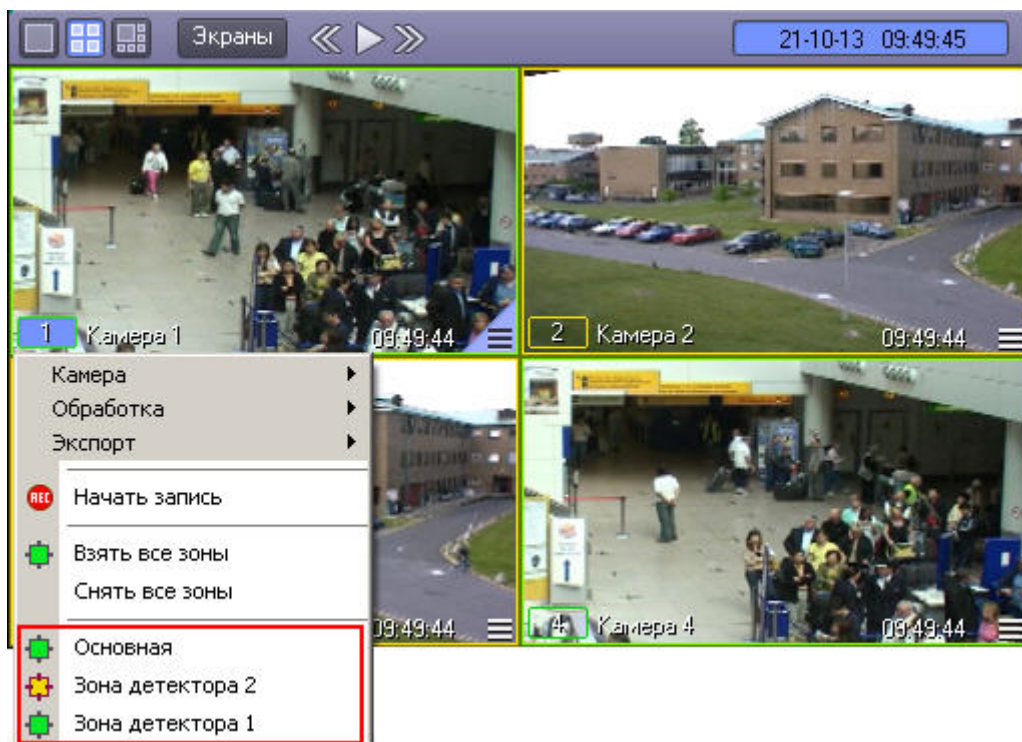 Экраны
21-10-13 09:49:45
1 Камера 1 09:49:44
2 Камера 2 09:49:44
Камера
Обработка
Экспорт
REC Начать запись
Взять все зоны
Снять все зоны
09:49:44
4 Камера 4 09:49:44
Основная
Зона детектора 2
Зона детектора 1